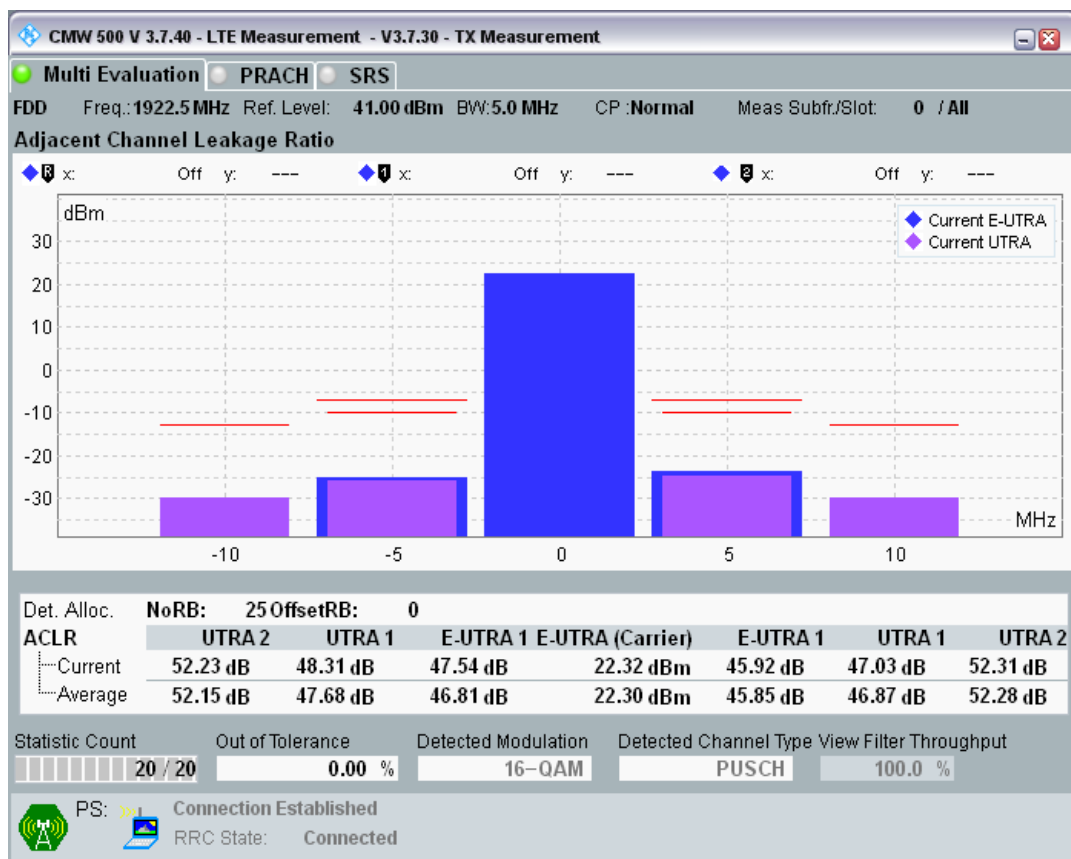 CMW 500 V 3.7.40 - LTE Measurement - V3.7.30 - TX Measurement
Multi Evaluation PRACH SRS
FDD Freq.: 1922.5 MHz Ref. Level: 41.00 dBm BW: 5.0 MHz CP : Normal Meas Subfr./Slot: 0 / All
Adjacent Channel Leakage Ratio
R x: Off y: --- 1 x: Off y: --- 2 x: Off y: ---
dBm
Current E-UTRA
Current UTRA
30
20
10
0
-10
-20
-30
MHz
-10 -5 0 5 10
Det. Alloc. NoRB: 25 OffsetRB: 0
ACLR UTRA 2 UTRA 1 E-UTRA 1 E-UTRA (Carrier) E-UTRA 1 UTRA 1 UTRA 2
Current 52.23 dB 48.31 dB 47.54 dB 22.32 dBm 45.92 dB 47.03 dB 52.31 dB
Average 52.15 dB 47.68 dB 46.81 dB 22.30 dBm 45.85 dB 46.87 dB 52.28 dB
Statistic Count Out of Tolerance Detected Modulation Detected Channel Type View Filter Throughput
20 / 20 0.00 % 16-QAM PUSCH 100.0 %
PS: Connection Established
RRC State: Connected